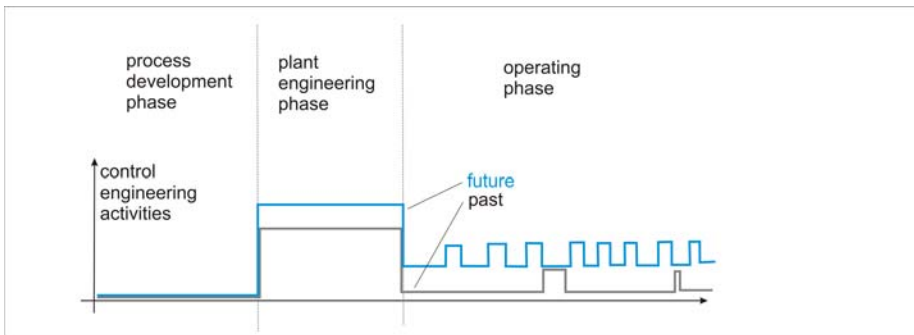 process
development
phase
plant
engineering
phase
operating
phase
control
engineering
activities
future
past